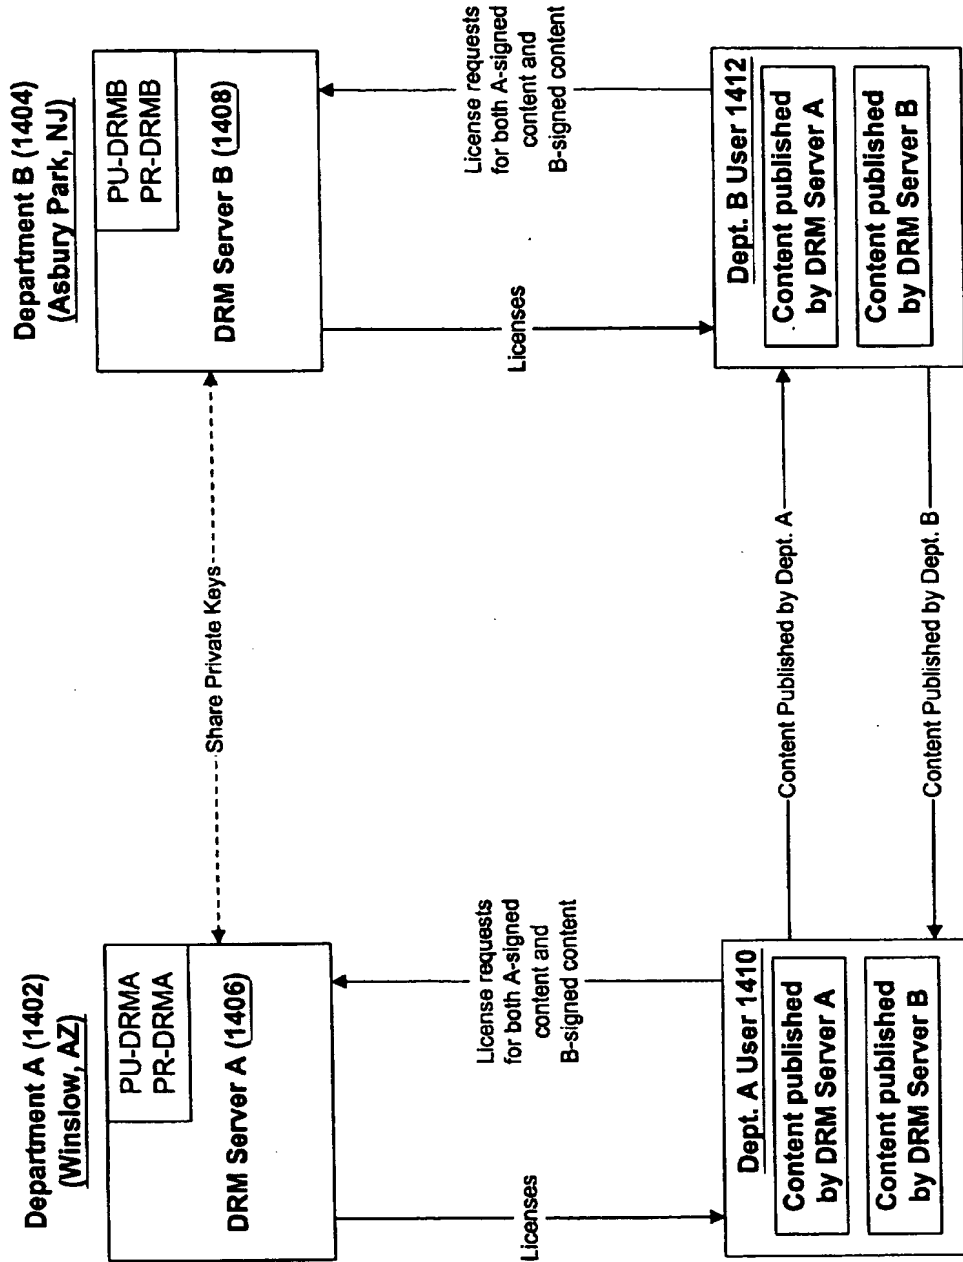 Department A (1402)
(Winslow, AZ)
PU-DRMA
PR-DRMA
DRM Server A (1406)
Share Private Keys
Department B (1404)
(Asbury Park, NJ)
PU-DRMB
PR-DRMB
DRM Server B (1408)
Licenses
License requests
for both A-signed
content and
B-signed content
Licenses
License requests
for both A-signed
content and
B-signed content
Dept. A User 1410
Content published
by DRM Server A
Content published
by DRM Server B
Content Published by Dept. A
Content Published by Dept. B
Dept. B User 1412
Content published
by DRM Server A
Content published
by DRM Server B